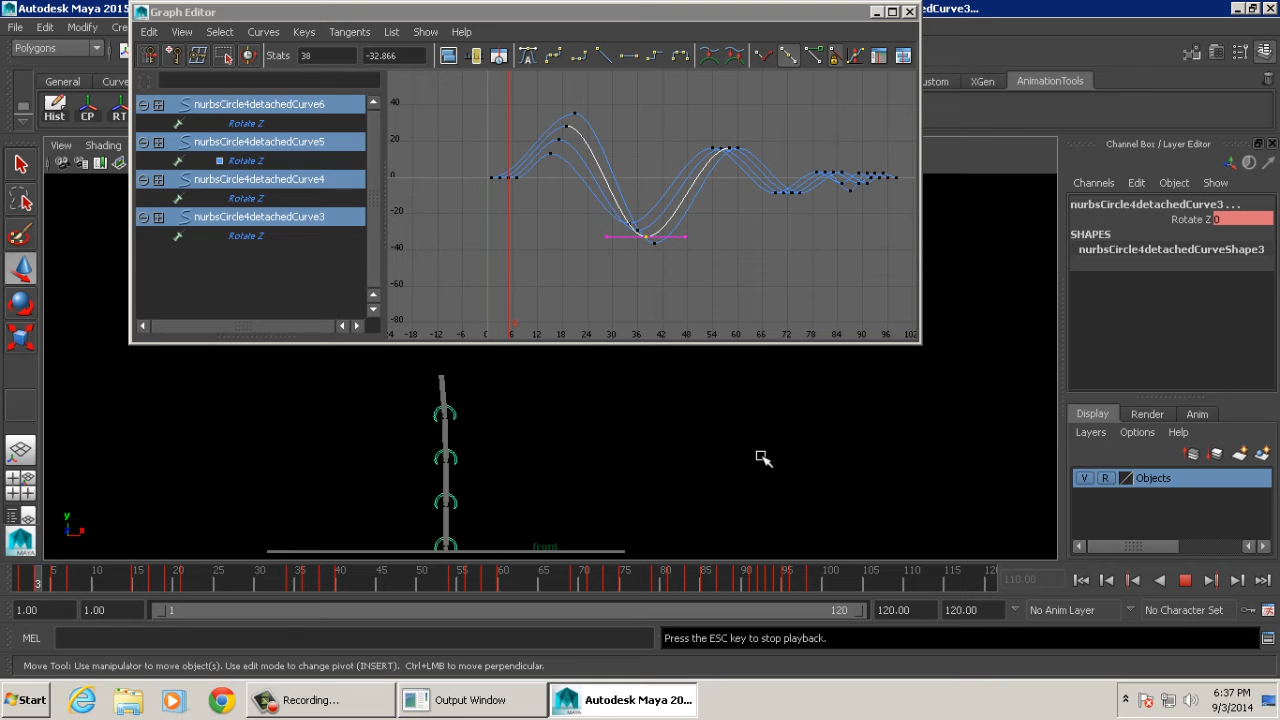 Autodesk Maya 2015
Graph Editor
dCurve3...
File Edit Modify
Edit View Select Curves Keys Tangents List Show Help
Polygons
Stats 38 -32.866
General Curve
ustom XGen AnimationTools
Hist CP RT
nurbsCircle4detachedCurve6
Rotate Z
nurbsCircle4detachedCurve5
Rotate Z
nurbsCircle4detachedCurve4
Rotate Z
nurbsCircle4detachedCurve3
Rotate Z
40
20
0
-20
-40
-60
-80
24 -18 -12 -6 0 6 12 18 24 30 36 42 48 54 60 66 72 78 84 90 96 102
View Shading
Channel Box / Layer Editor
Channels Edit Object Show
nurbsCircle4detachedCurve3 ...
Rotate Z 0
SHAPES
nurbsCircle4detachedCurveShape3
Display Render Anim
Layers Options Help
V R Objects
y
x
front
3 5 10 15 20 25 30 35 40 45 50 55 60 65 70 75 80 85 90 95 100 105 110 115 12
110.00
1.00 1.00 1 120 120.00 120.00 No Anim Layer No Character Set
MEL Press the ESC key to stop playback.
Move Tool: Use manipulator to move object(s). Use edit mode to change pivot (INSERT). Ctrl+LMB to move perpendicular.
Start Recording... Output Window Autodesk Maya 20... 6:37 PM
9/3/2014